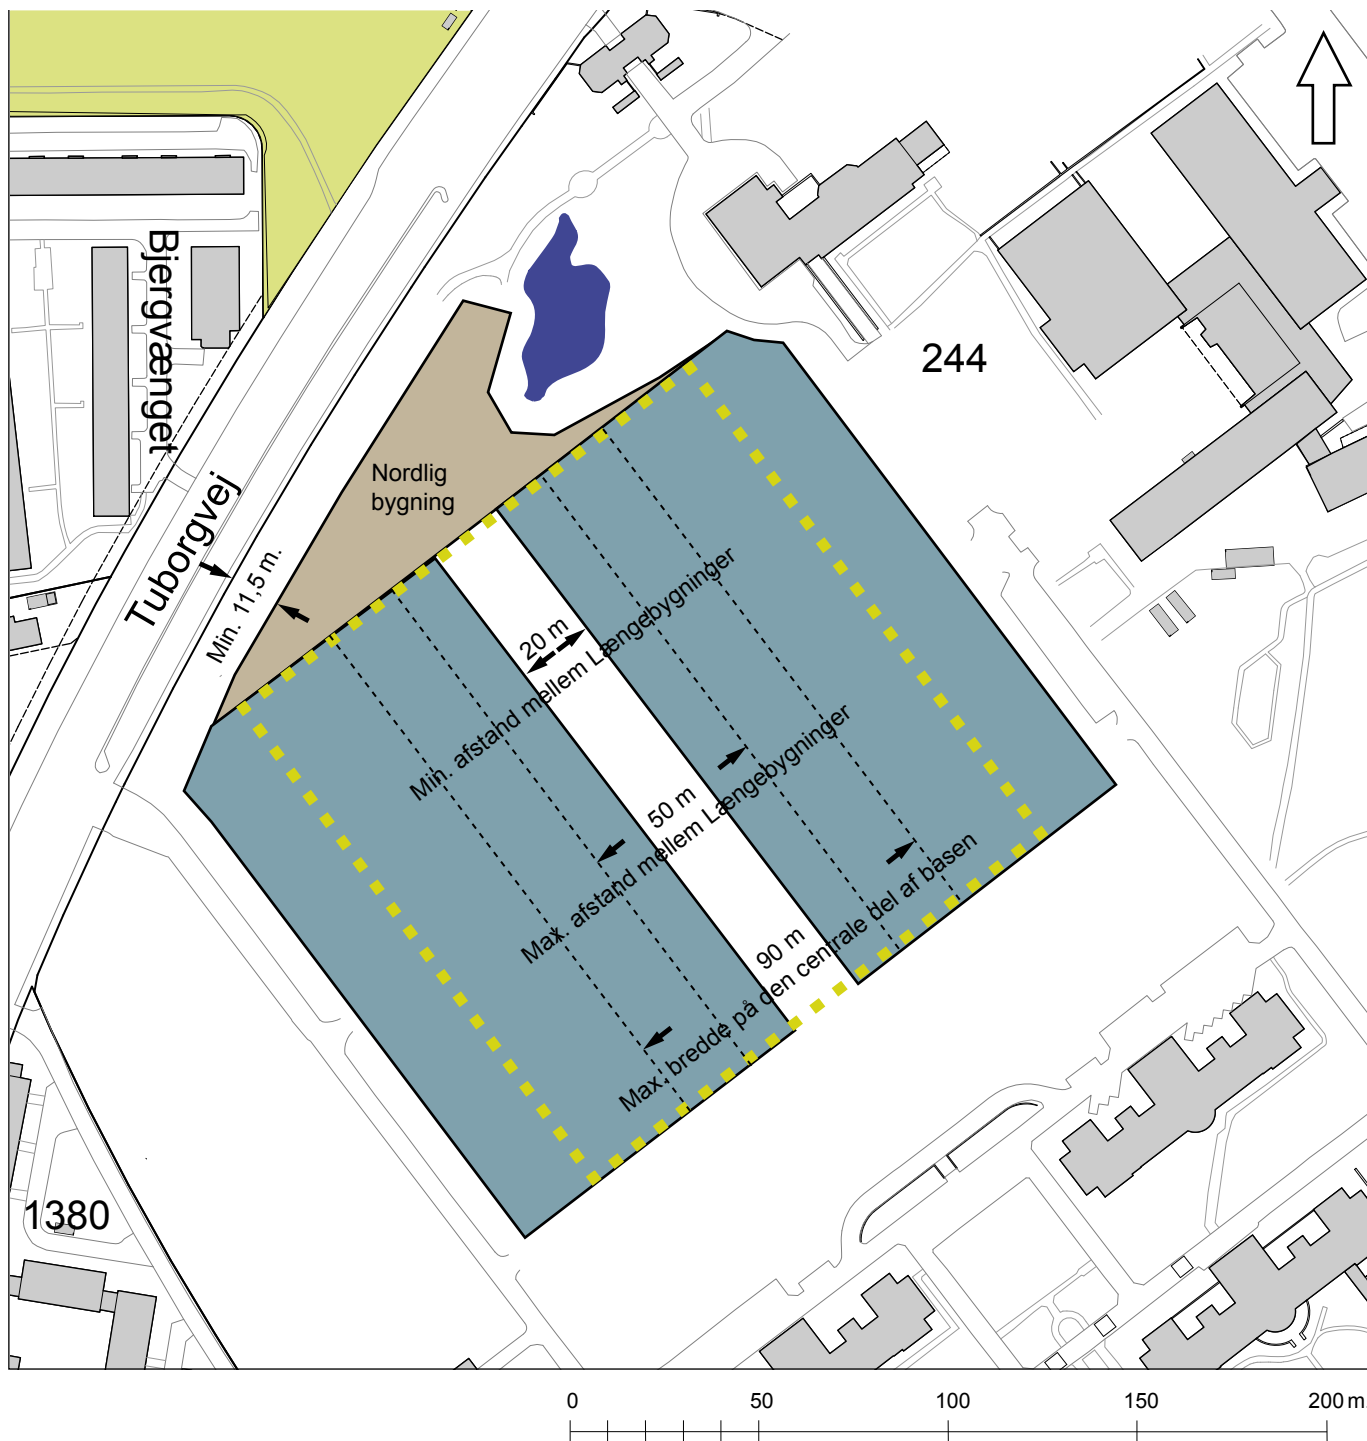 Bjergvænget
Tuborgvej
244
Nordlig
bygning
Min. 11,5 m.
20 m
Min. afstand mellem Længebygninger
50 m
Max. afstand mellem Længebygninger
90 m
Max. bredde på den centrale del af basen
1380
0 50 100 150 200 m.